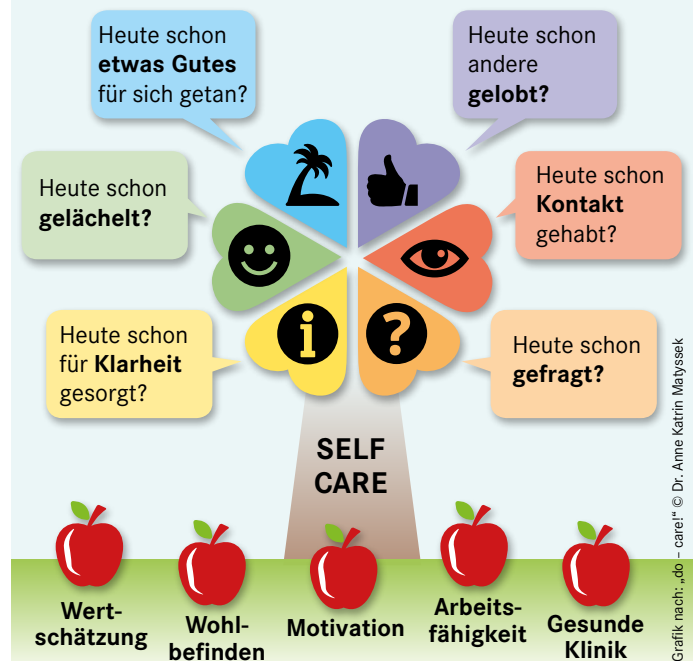 Heute schon
etwas Gutes
für sich getan?
Heute schon
andere
gelobt?
Heute schon
gelächelt?
Heute schon
Kontakt
gehabt?
Heute schon
für Klarheit
gesorgt?
Heute schon
gefragt?
i
?
SELF
CARE
Wert-
schätzung
Wohl-
befinden
Motivation
Arbeits-
fähigkeit
Gesunde
Klinik
Grafik nach: „do – care!“ © Dr. Anne Katrin Matyssek